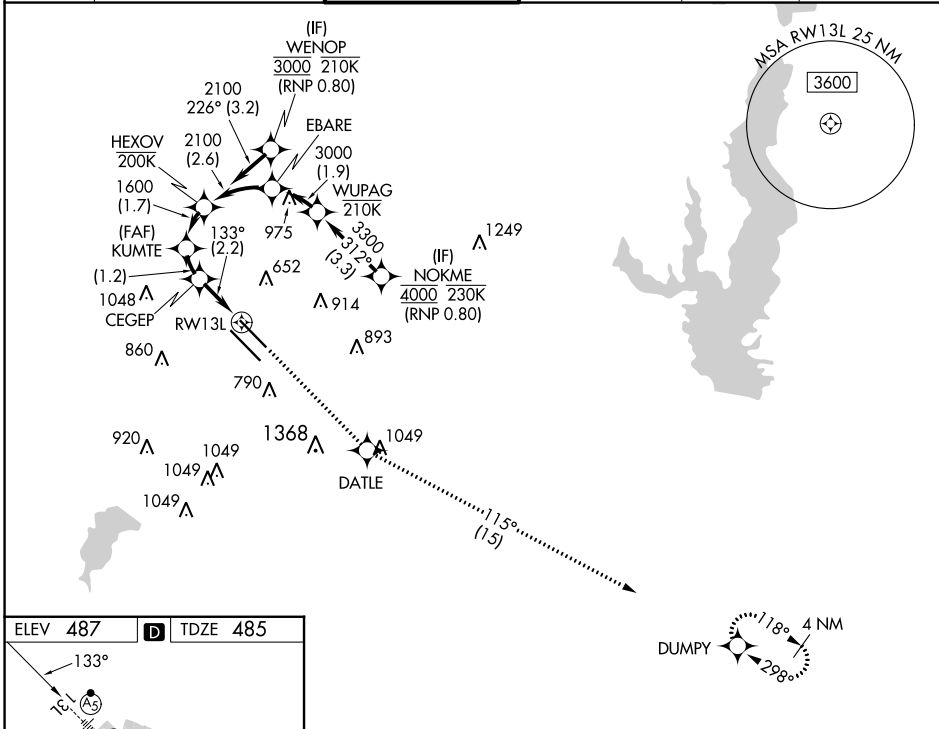 (IF)
WENOP
3000 210K
(RNP 0.80)
MSA RW13L 25 NM
3600
2100
226° (3.2)
EBARE
HEXOV
200K
2100
(2.6)
3000
(1.9)
1600
(1.7)
WUPAG
210K
(FAF)
KUMTE
133°
(2.2)
975
3300
312°
(3.3)
1249
(IF)
NOKME
4000 230K
(RNP 0.80)
(1.2)
652
1048
914
CEGEP
RW13L
893
860
790
920
1368
1049
1049
1049
DATLE
1049
115°
(15)
ELEV 487 D TDZE 485
118°
4 NM
DUMPY
298°
133°
13L
A5